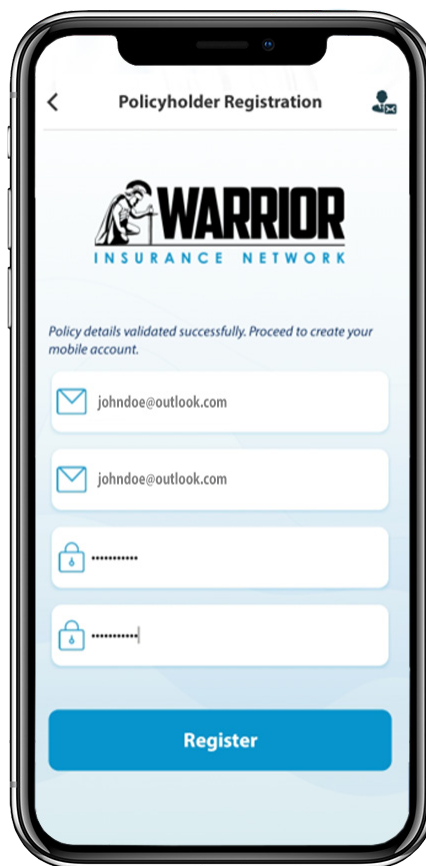 Policyholder Registration
WARRIOR
INSURANCE NETWORK
Policy details validated successfully. Proceed to create your
mobile account.
johndoe@outlook.com
johndoe@outlook.com
•••••••••••
•••••••••••
Register